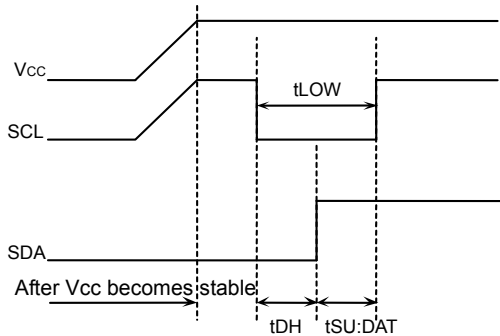 VCC
tLOW
SCL
SDA
After Vcc becomes stable
tDH
tSU:DAT